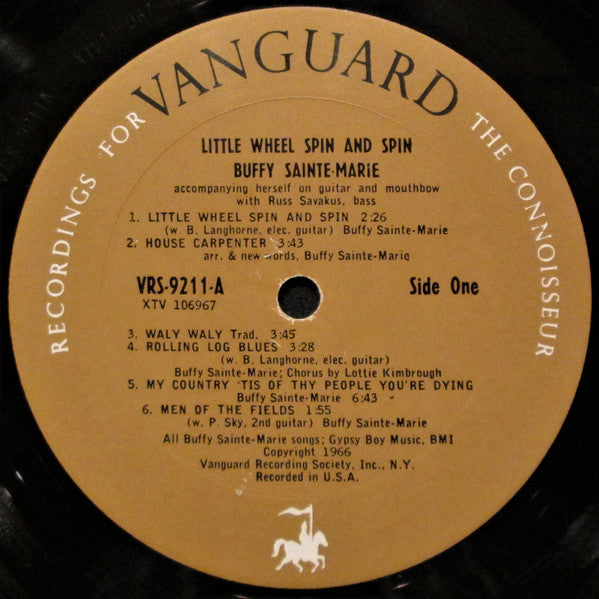 RECORDINGS FOR VANGUARD THE CONNOISSEUR
LITTLE WHEEL SPIN AND SPIN
BUFFY SAINTE-MARIE
accompanying herself on guitar and mouthbow
with Russ Savakus, bass
1. LITTLE WHEEL SPIN AND SPIN 2:26
(w. B. Langhorne, elec. guitar) Buffy Sainte-Marie
2. HOUSE CARPENTER 3:43
arr. & new words, Buffy Sainte-Marie
VRS-9211-A Side One
XTV 106967
3. WALY WALY Trad. 3:45
4. ROLLING LOG BLUES 3:28
(w. B. Langhorne, elec. guitar)
Buffy Sainte-Marie; Chorus by Lottie Kimbrough
5. MY COUNTRY 'TIS OF THY PEOPLE YOU'RE DYING
Buffy Sainte-Marie 6:43
6. MEN OF THE FIELDS 1:55
(w. P. Sky, 2nd guitar) Buffy Sainte-Marie
All Buffy Sainte-Marie songs; Gypsy Boy Music, BMI
Copyright 1966
Vanguard Recording Society, Inc., N.Y.
Recorded in U.S.A.